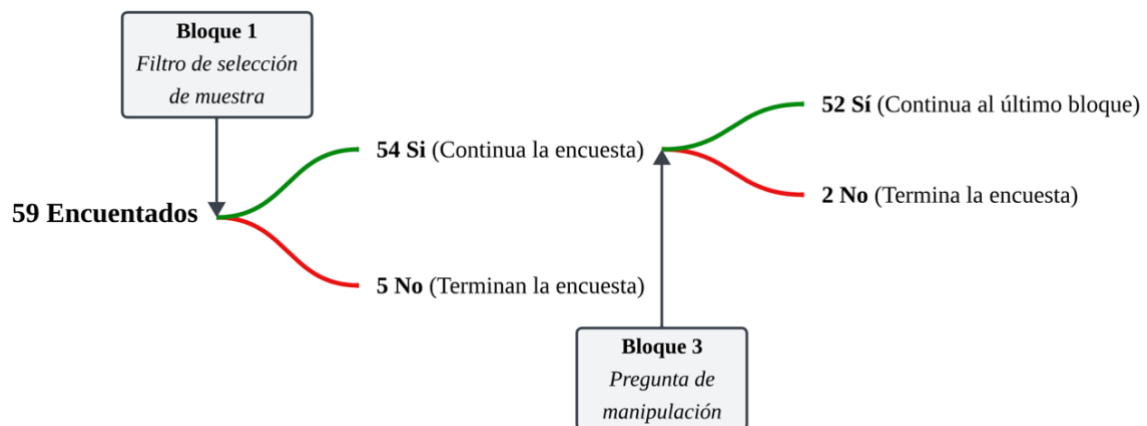 Bloque 1
Filtro de selección
de muestra
59 Encuentados
54 Si (Continua la encuesta)
5 No (Terminan la encuesta)
52 Sí (Continua al último bloque)
2 No (Termina la encuesta)
Bloque 3
Pregunta de
manipulación